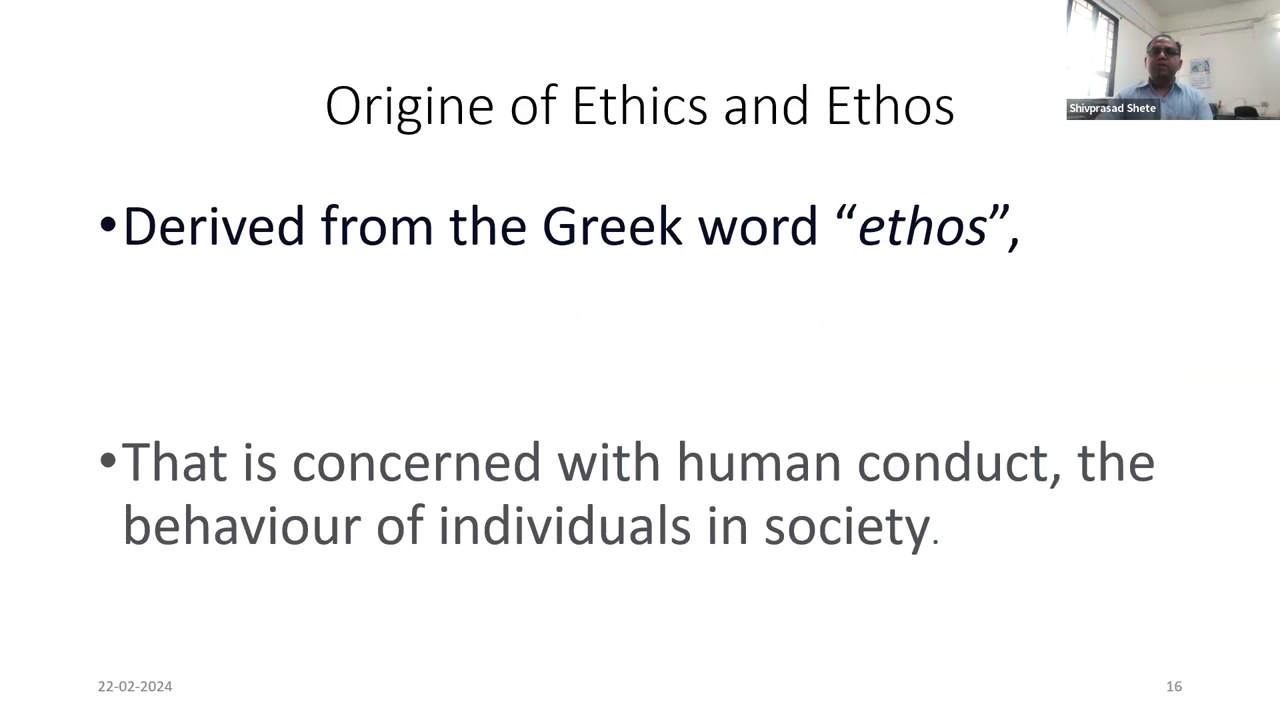 Shivprasad Shete
Origine of Ethics and Ethos
•Derived from the Greek word “ethos”,
•That is concerned with human conduct, the
behaviour of individuals in society.
22-02-2024
16